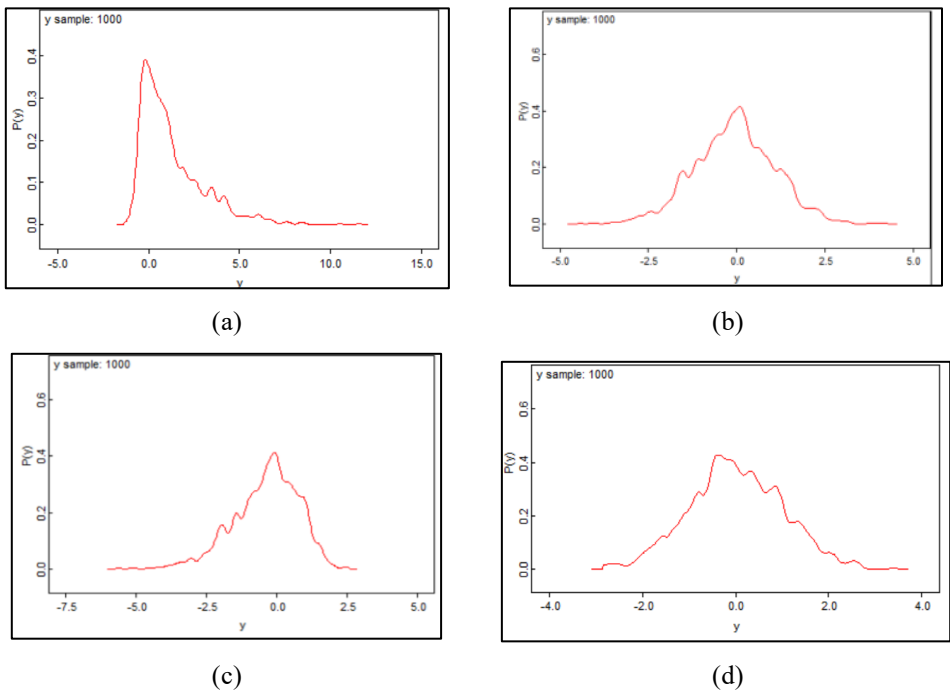 y sample: 1000
P(y)
0.4
0.3
0.2
0.1
0.0
-5.0 0.0 5.0 10.0 15.0
y
(a)
y sample: 1000
P(y)
0.6
0.4
0.2
0.0
-5.0 -2.5 0.0 2.5 5.0
y
(b)
y sample: 1000
P(y)
0.6
0.4
0.2
0.0
-7.5 -5.0 -2.5 0.0 2.5 5.0
y
(c)
y sample: 1000
P(y)
0.6
0.4
0.2
0.0
-4.0 -2.0 0.0 2.0 4.0
y
(d)